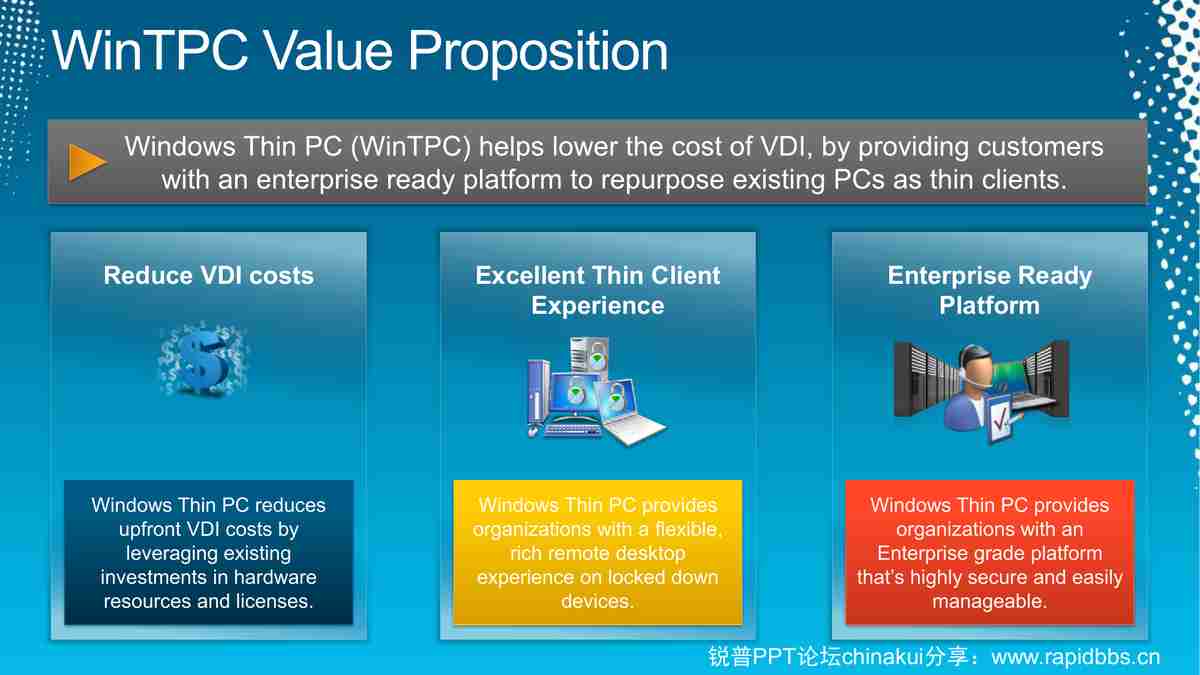 WinTPC Value Proposition
Windows Thin PC (WinTPC) helps lower the cost of VDI, by providing customers
with an enterprise ready platform to repurpose existing PCs as thin clients.
Reduce VDI costs
Windows Thin PC reduces
upfront VDI costs by
leveraging existing
investments in hardware
resources and licenses.
Excellent Thin Client
Experience
Windows Thin PC provides
organizations with a flexible,
rich remote desktop
experience on locked down
devices.
Enterprise Ready
Platform
Windows Thin PC provides
organizations with an
Enterprise grade platform
that's highly secure and easily
manageable.
锐普PPT论坛chinakui分享：www.rapidbbs.cn